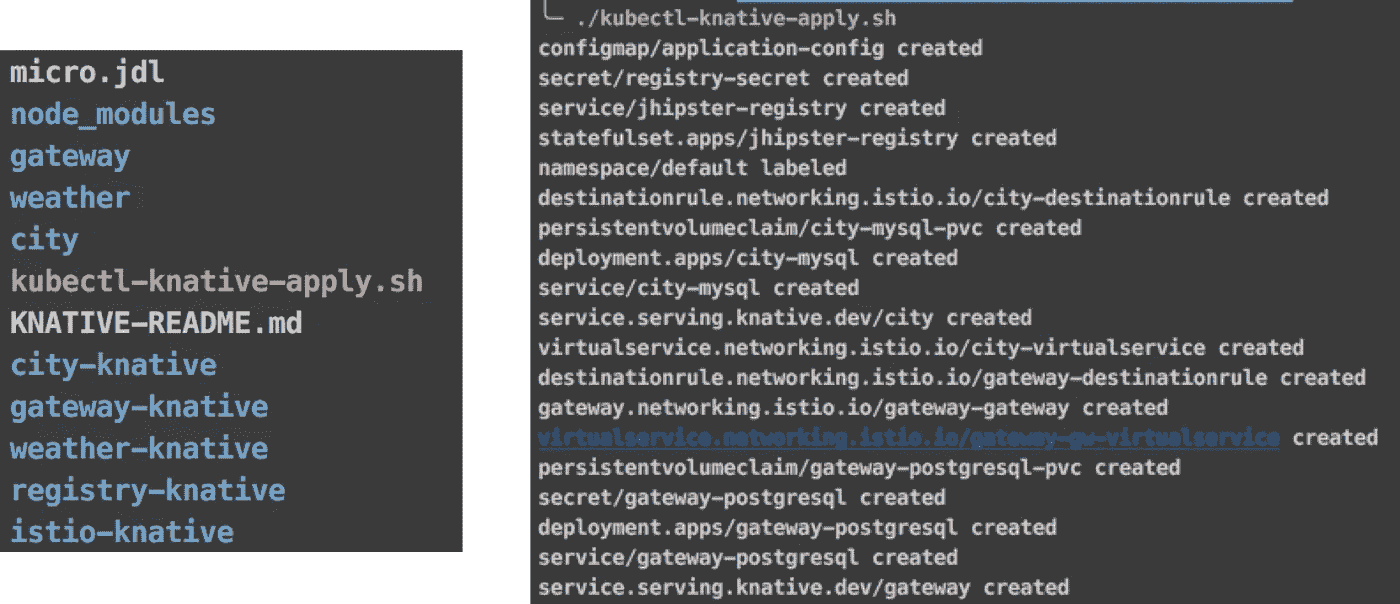 micro.jdl
node_modules
gateway
weather
city
kubectl-knative-apply.sh
KNATIVE-README.md
city-knative
gateway-knative
weather-knative
registry-knative
istio-knative
./kubectl-knative-apply.sh
configmap/application-config created
secret/registry-secret created
service/jhipster-registry created
statefulset.apps/jhipster-registry created
namespace/default labeled
destinationrule.networking.istio.io/city-destinationrule created
persistentvolumeclaim/city-mysql-pvc created
deployment.apps/city-mysql created
service/city-mysql created
service.serving.knative.dev/city created
virtualservice.networking.istio.io/city-virtualservice created
destinationrule.networking.istio.io/gateway-destinationrule created
gateway.networking.istio.io/gateway-gateway created
virtualservice.networking.istio.io/gateway-gw-virtualservice created
persistentvolumeclaim/gateway-postgresql-pvc created
secret/gateway-postgresql created
deployment.apps/gateway-postgresql created
service/gateway-postgresql created
service.serving.knative.dev/gateway created